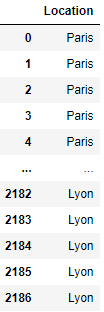 Location
0 Paris
1 Paris
2 Paris
3 Paris
4 Paris
... ...
2182 Lyon
2183 Lyon
2184 Lyon
2185 Lyon
2186 Lyon